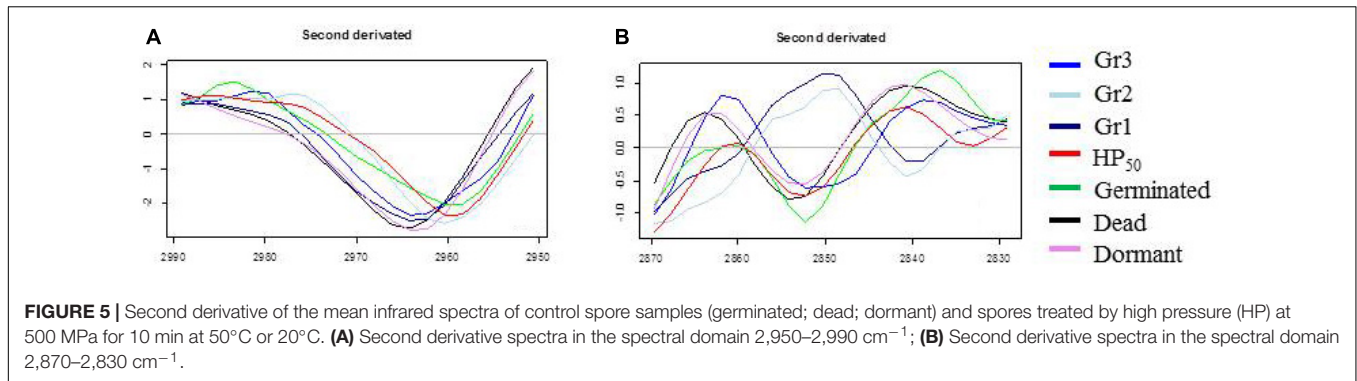 A
Second derivated
2
1
0
-1
-2
2990
2980
2970
2960
2950
B
Second derivated
1.0
0.5
0.0
-0.5
-1.0
2870
2860
2850
2840
2830
Gr3
Gr2
Gr1
HP50
Germinated
Dead
Dormant
FIGURE 5 | Second derivative of the mean infrared spectra of control spore samples (germinated; dead; dormant) and spores treated by high pressure (HP) at
500 MPa for 10 min at 50°C or 20°C. (A) Second derivative spectra in the spectral domain 2,950–2,990 cm−1; (B) Second derivative spectra in the spectral domain
2,870–2,830 cm−1.